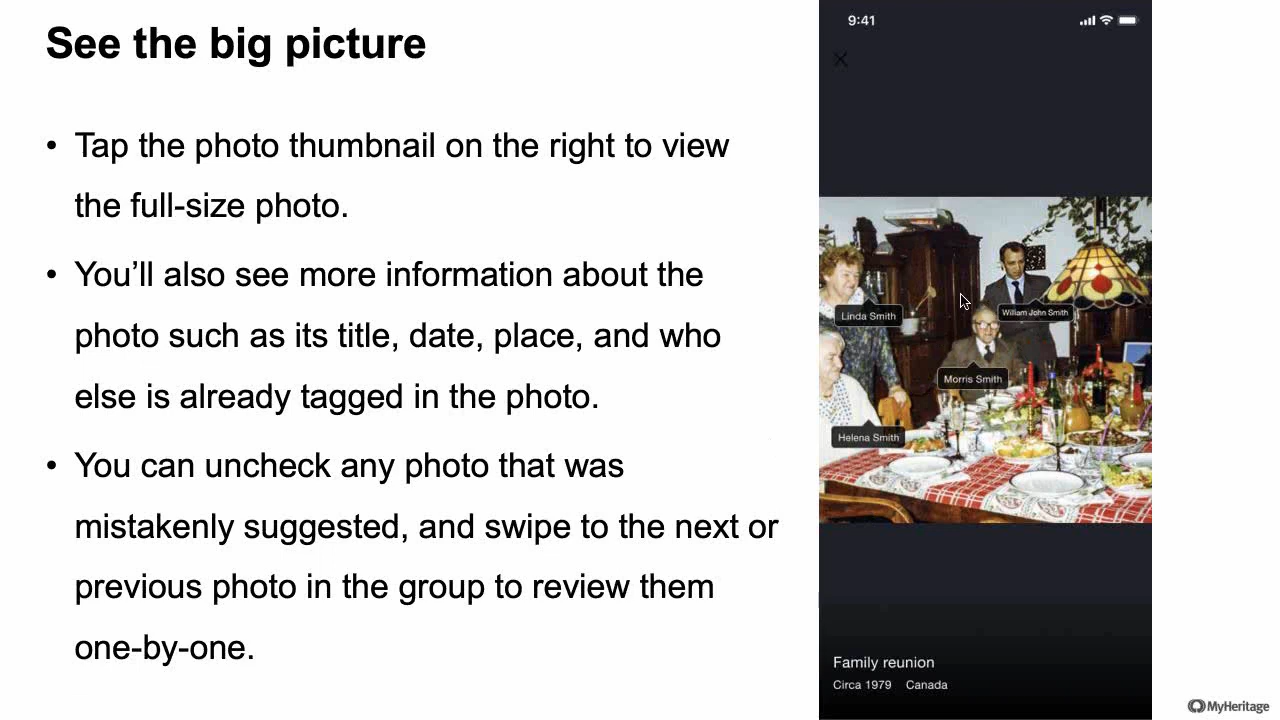 See the big picture
• Tap the photo thumbnail on the right to view
the full-size photo.
• You’ll also see more information about the
photo such as its title, date, place, and who
else is already tagged in the photo.
• You can uncheck any photo that was
mistakenly suggested, and swipe to the next or
previous photo in the group to review them
one-by-one.
9:41
Linda Smith
William John Smith
Morris Smith
Helena Smith
Family reunion
Circa 1979 Canada
MyHeritage